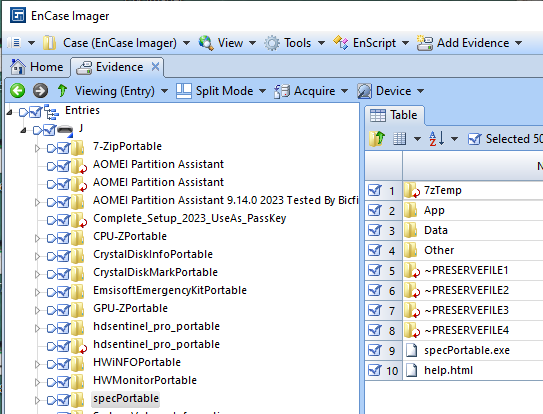 EnCase Imager
Case (EnCase Imager) View Tools EnScript Add Evidence
Home Evidence
Viewing (Entry) Split Mode Acquire Device
Entries
J
7-ZipPortable
AOMEI Partition Assistant
AOMEI Partition Assistant
AOMEI Partition Assistant 9.14.0 2023 Tested By Bicfi
Complete_Setup_2023_UseAs_PassKey
CPU-ZPortable
CrystalDiskInfoPortable
CrystalDiskMarkPortable
EmsisoftEmergencyKitPortable
GPU-ZPortable
hdsentinel_pro_portable
hdsentinel_pro_portable
HWiNFOPortable
HWMonitorPortable
specPortable
Table
Selected 50
N
1 7zTemp
2 App
3 Data
4 Other
5 ~PRESERVEFILE1
6 ~PRESERVEFILE2
7 ~PRESERVEFILE3
8 ~PRESERVEFILE4
9 specPortable.exe
10 help.html